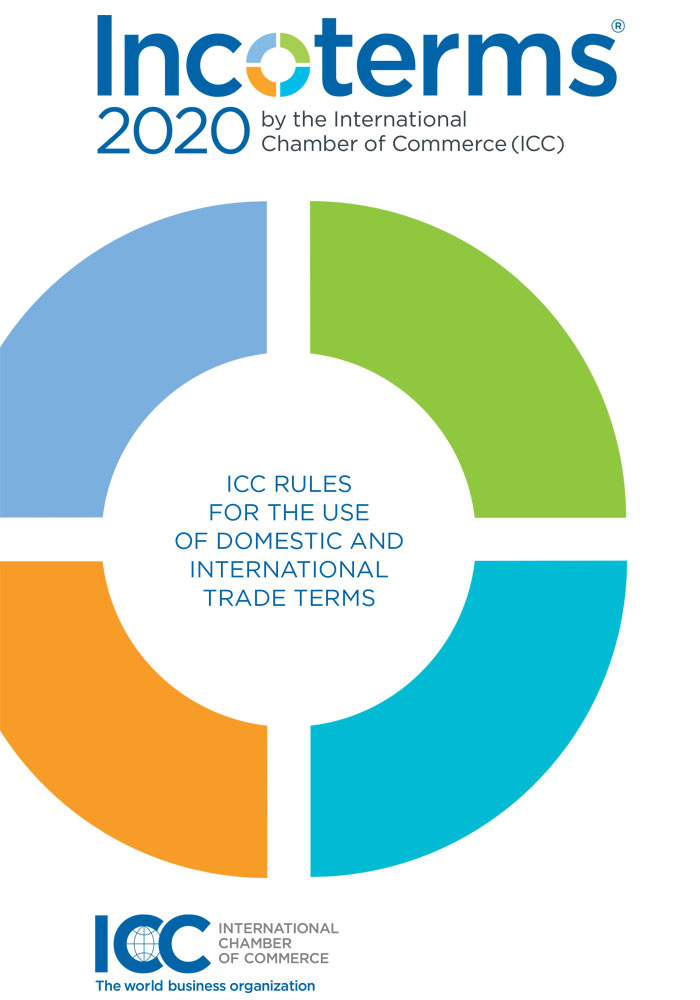 Incoterms®
2020
by the International
Chamber of Commerce (ICC)
ICC RULES
FOR THE USE
OF DOMESTIC AND
INTERNATIONAL
TRADE TERMS
ICC
INTERNATIONAL
CHAMBER
OF COMMERCE
The world business organization